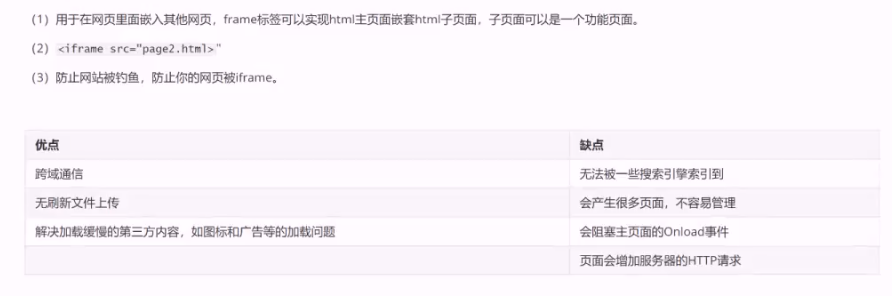 （1）用于在网页里面嵌入其他网页，frame标签可以实现html主页面嵌套html子页面，子页面可以是一个功能页面。
（2） <iframe src="page2.html>"
（3）防止网站被钓鱼，防止你的网页被iframe。
优点 缺点
跨域通信 无法被一些搜索引擎索引到
无刷新文件上传 会产生很多页面，不容易管理
解决加载缓慢的第三方内容，如图标和广告等的加载问题 会阻塞主页面的Onload事件
页面会增加服务器的HTTP请求